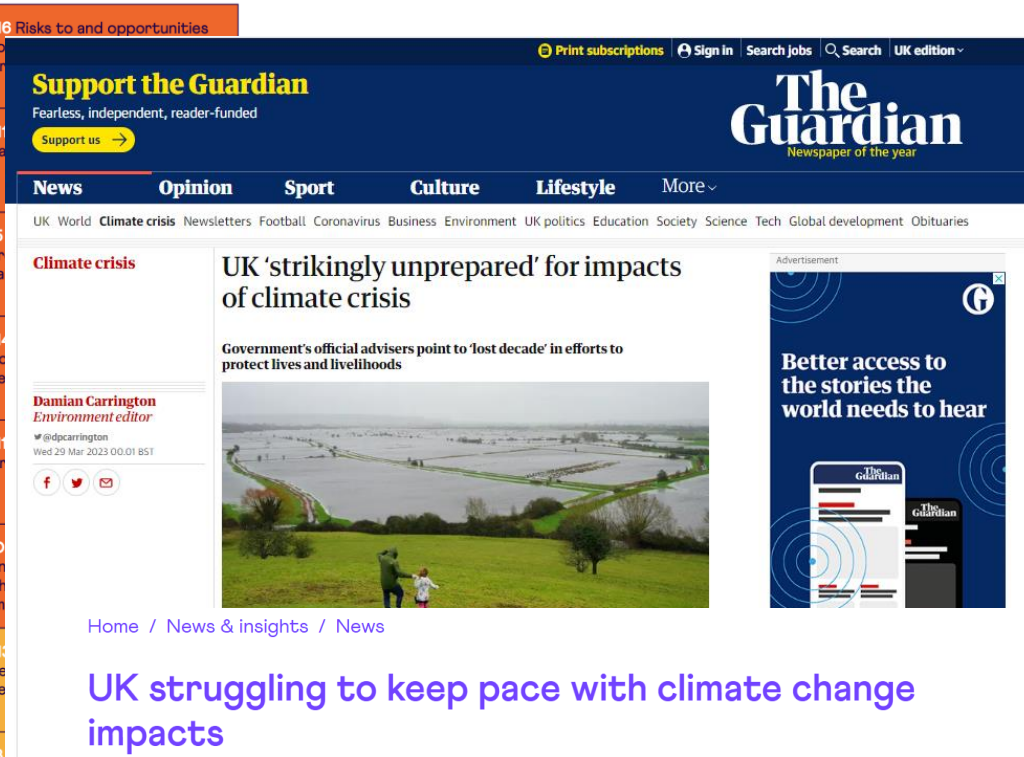 16 Risks to and opportunities
Print subscriptions Sign in Search jobs Search UK edition
Support the Guardian
Fearless, independent, reader-funded
Support us
The
Guardian
Newspaper of the year
News Opinion Sport Culture Lifestyle More
UK World Climate crisis Newsletters Football Coronavirus Business Environment UK politics Education Society Science Tech Global development Obituaries
Climate crisis
UK ‘strikingly unprepared’ for impacts
of climate crisis
Government’s official advisers point to ‘lost decade’ in efforts to
protect lives and livelihoods
Damian Carrington
Environment editor
@dpcarrington
Wed 29 Mar 2023 00.01 BST
Advertisement
Better access to
the stories the
world needs to hear
The
Guardian
The
Guardian
Home / News & insights / News
UK struggling to keep pace with climate change
impacts